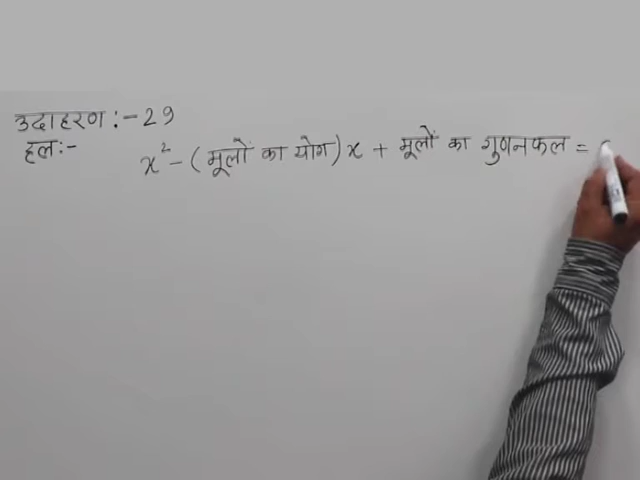 उदाहरण :- 29
हल:-
x² - (मूलों का योग) x + मूलों का गुणनफल =